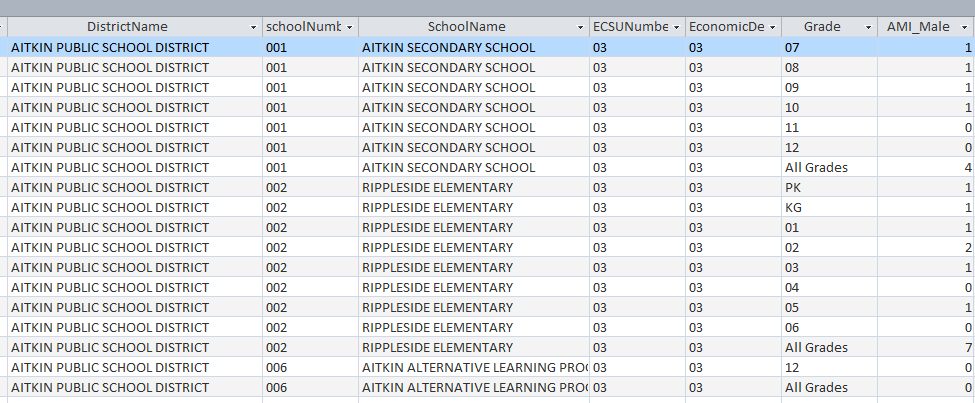 DistrictName schoolNumb SchoolName ECSUNumbe EconomicDe Grade AMI_Male
AITKIN PUBLIC SCHOOL DISTRICT 001 AITKIN SECONDARY SCHOOL 03 03 07 1
AITKIN PUBLIC SCHOOL DISTRICT 001 AITKIN SECONDARY SCHOOL 03 03 08 1
AITKIN PUBLIC SCHOOL DISTRICT 001 AITKIN SECONDARY SCHOOL 03 03 09 1
AITKIN PUBLIC SCHOOL DISTRICT 001 AITKIN SECONDARY SCHOOL 03 03 10 1
AITKIN PUBLIC SCHOOL DISTRICT 001 AITKIN SECONDARY SCHOOL 03 03 11 0
AITKIN PUBLIC SCHOOL DISTRICT 001 AITKIN SECONDARY SCHOOL 03 03 12 0
AITKIN PUBLIC SCHOOL DISTRICT 001 AITKIN SECONDARY SCHOOL 03 03 All Grades 4
AITKIN PUBLIC SCHOOL DISTRICT 002 RIPPLESIDE ELEMENTARY 03 03 PK 1
AITKIN PUBLIC SCHOOL DISTRICT 002 RIPPLESIDE ELEMENTARY 03 03 KG 1
AITKIN PUBLIC SCHOOL DISTRICT 002 RIPPLESIDE ELEMENTARY 03 03 01 1
AITKIN PUBLIC SCHOOL DISTRICT 002 RIPPLESIDE ELEMENTARY 03 03 02 2
AITKIN PUBLIC SCHOOL DISTRICT 002 RIPPLESIDE ELEMENTARY 03 03 03 1
AITKIN PUBLIC SCHOOL DISTRICT 002 RIPPLESIDE ELEMENTARY 03 03 04 0
AITKIN PUBLIC SCHOOL DISTRICT 002 RIPPLESIDE ELEMENTARY 03 03 05 1
AITKIN PUBLIC SCHOOL DISTRICT 002 RIPPLESIDE ELEMENTARY 03 03 06 0
AITKIN PUBLIC SCHOOL DISTRICT 002 RIPPLESIDE ELEMENTARY 03 03 All Grades 7
AITKIN PUBLIC SCHOOL DISTRICT 006 AITKIN ALTERNATIVE LEARNING PROG 03 03 12 0
AITKIN PUBLIC SCHOOL DISTRICT 006 AITKIN ALTERNATIVE LEARNING PROG 03 03 All Grades 0